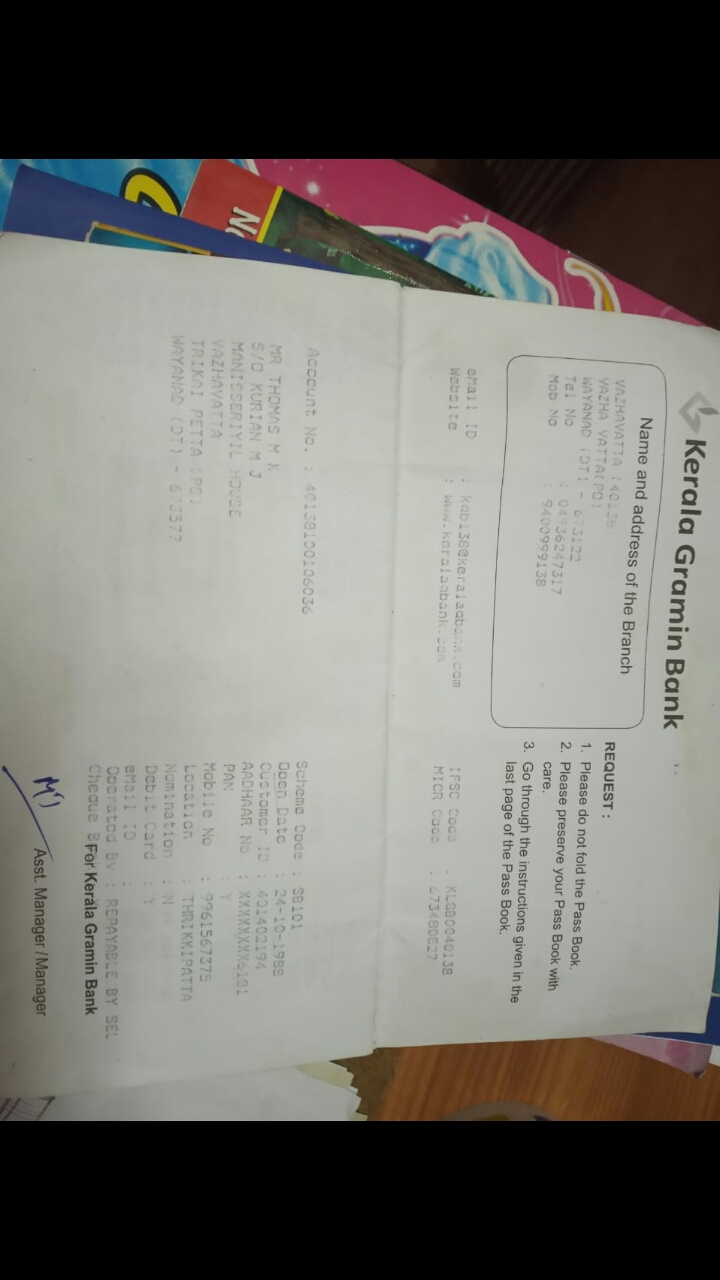 Kerala Gramin Bank
Name and address of the Branch
VAZHAVATTA (40138
VAZHA VATTA(PO)
WAYANAD (DT) - 673122
Tel No : 04936247317
Mob No : 9400999138
eMail ID : kgb138@keralagbank.com
Website : www.keralagbank.com
REQUEST :
1. Please do not fold the Pass Book.
2. Please preserve your Pass Book with
care.
3. Go through the instructions given in the
last page of the Pass Book.
IFSC Code : KLGB0040138
MICR Code : 673480827
Account No. : 40138100106036
MR THOMAS M K
S/O KURIAN M J
MANISSERIYIL HOUSE
VAZHAVATTA
TRIKAI PETTA (PO)
WAYANAD (DT) - 673577
Scheme Code : SB101
Open Date : 24-10-1988
Customer ID : 401402194
AADHAAR No : XXXXXXXX6181
PAN : Y
Mobile No : 9961567375
Location : THRIKKIPATTA
Nomination : N
Debit Card : Y
eMail ID :
Operated By : REPAYABLE BY SEL
Cheque B
For Kerala Gramin Bank
Asst. Manager / Manager